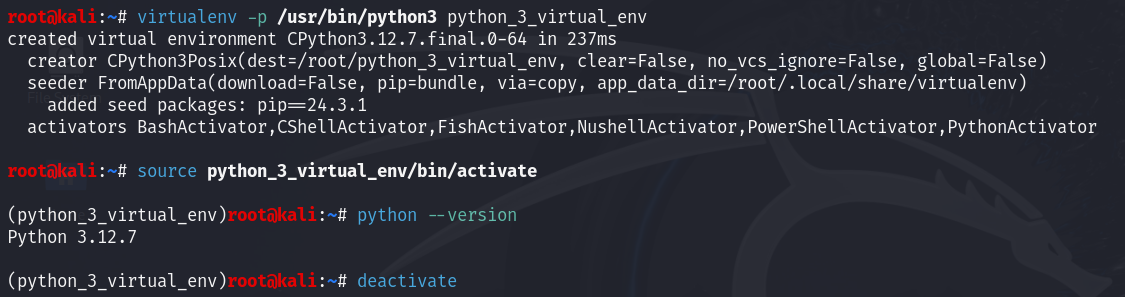 root@kali:~# virtualenv -p /usr/bin/python3 python_3_virtual_env
created virtual environment CPython3.12.7.final.0-64 in 237ms
  creator CPython3Posix(dest=/root/python_3_virtual_env, clear=False, no_vcs_ignore=False, global=False)
  seeder FromAppData(download=False, pip=bundle, via=copy, app_data_dir=/root/.local/share/virtualenv)
    added seed packages: pip==24.3.1
  activators BashActivator,CShellActivator,FishActivator,NushellActivator,PowerShellActivator,PythonActivator
root@kali:~# source python_3_virtual_env/bin/activate
(python_3_virtual_env)root@kali:~# python --version
Python 3.12.7
(python_3_virtual_env)root@kali:~# deactivate